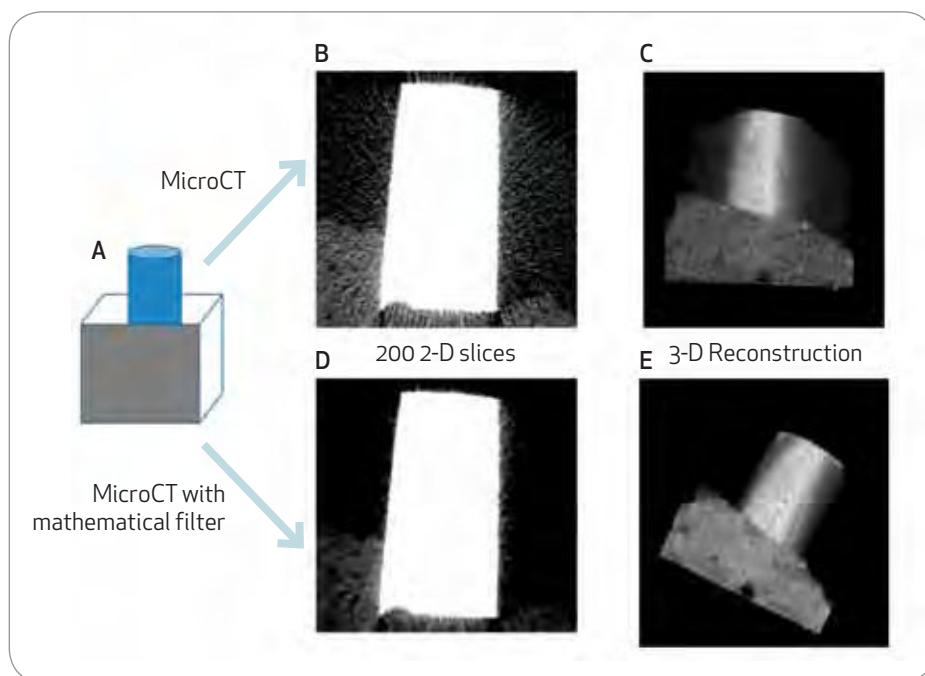 B
C
MicroCT
A
D
200 2-D slices
E
3-D Reconstruction
MicroCT with
mathematical filter